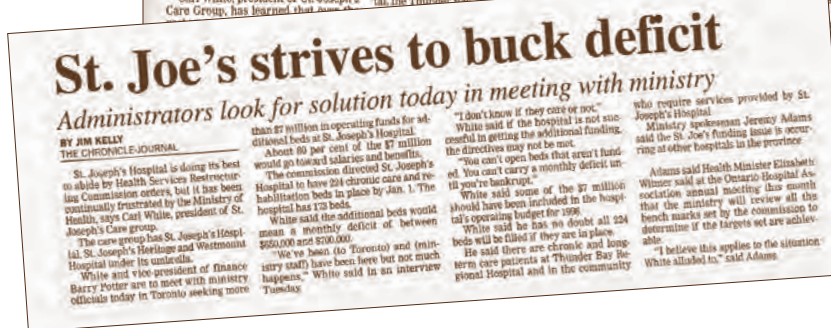 Care Group, has learned that
St. Joe's strives to buck deficit
Administrators look for solution today in meeting with ministry
BY JIM KELLY
THE CHRONICLE-JOURNAL
St. Joseph's Hospital is doing its best
to abide by Health Services Restructur-
ing Commission orders, but it has been
continually frustrated by the Ministry of
Health, says Carl White, president of St.
Joseph's Care group.
The care group has St. Joseph's Hospi-
tal, St. Joseph's Heritage and Westmount
Hospital under its umbrella.
White and vice-president of finance
Barry Potter are to meet with ministry
officials today in Toronto seeking more
than $7 million in operating funds for ad-
ditional beds at St. Joseph's Hospital.
About 80 per cent of the $7 million
would go toward salaries and benefits.
The commission directed St. Joseph's
Hospital to have 224 chronic care and re-
habilitation beds in place by Jan. 1. The
hospital has 173 beds.
White said the additional beds would
mean a monthly deficit of between
$650,000 and $700,000.
"We've been (to Toronto) and (min-
istry staff) have been here but not much
happens," White said in an interview
Tuesday.
"I don't know if they care or not."
White said if the hospital is not suc-
cessful in getting the additional funding,
the directives may not be met.
"You can't open beds that aren't fund-
ed. You can't carry a monthly deficit un-
til you're bankrupt."
White said some of the $7 million
should have been included in the hospi-
tal's operating budget for 1998.
White said he has no doubt all 224
beds will be filled if they are in place.
He said there are chronic and long-
term care patients at Thunder Bay Re-
gional Hospital and in the community
who require services provided by St.
Joseph's Hospital.
Ministry spokesman Jeremy Adams
said the St. Joe's funding issue is occur-
ring at other hospitals in the province
Adams said Health Minister Elizabeth
Witmer said at the Ontario Hospital As-
sociation annual meeting this month
that the ministry will review all the
bench marks set by the commission to
determine if the targets set are achiev-
able.
"I believe this applies to the situation
White alluded to," said Adams.